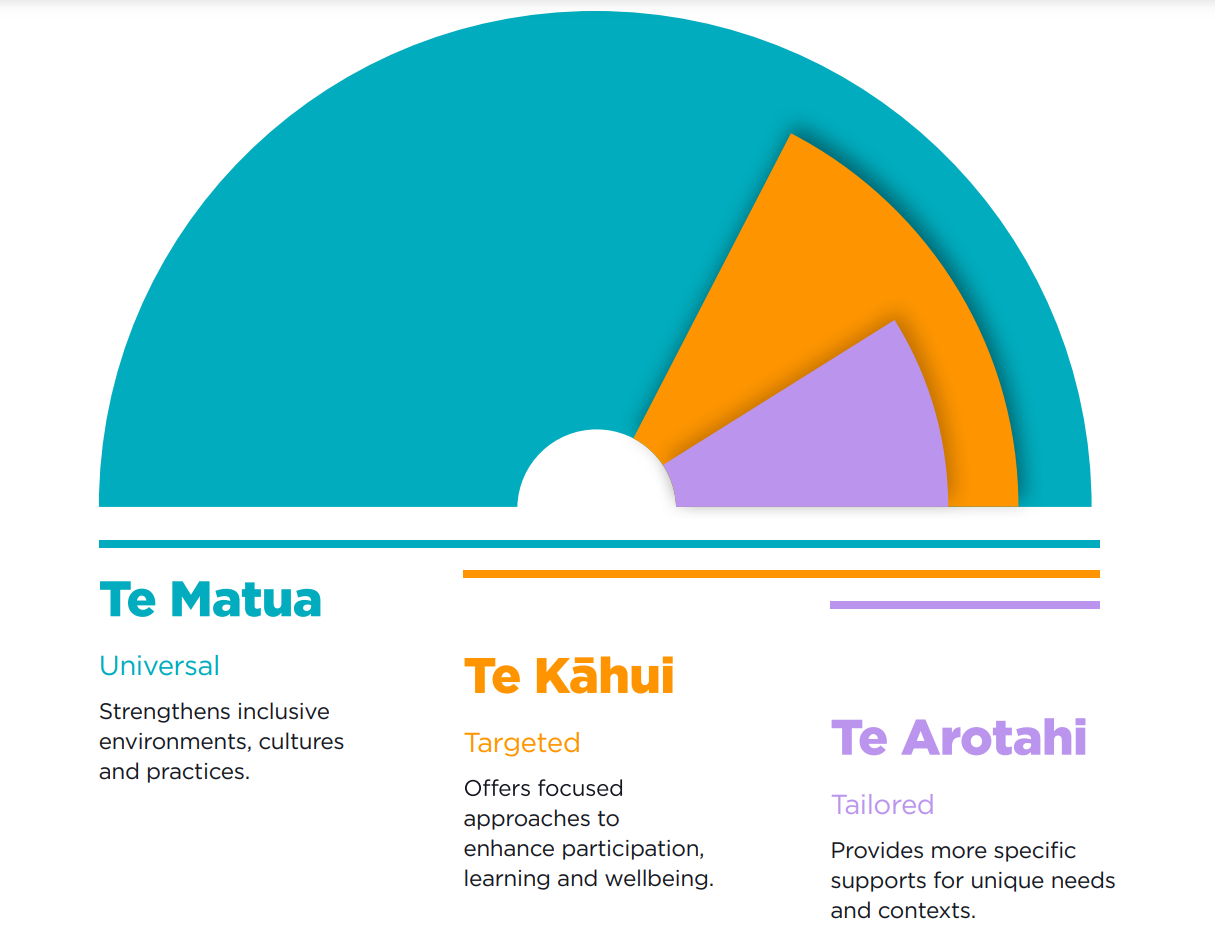 Te Matua
Universal
Strengthens inclusive
environments, cultures
and practices.
Te Kāhui
Targeted
Offers focused
approaches to
enhance participation,
learning and wellbeing.
Te Arotahi
Tailored
Provides more specific
supports for unique needs
and contexts.